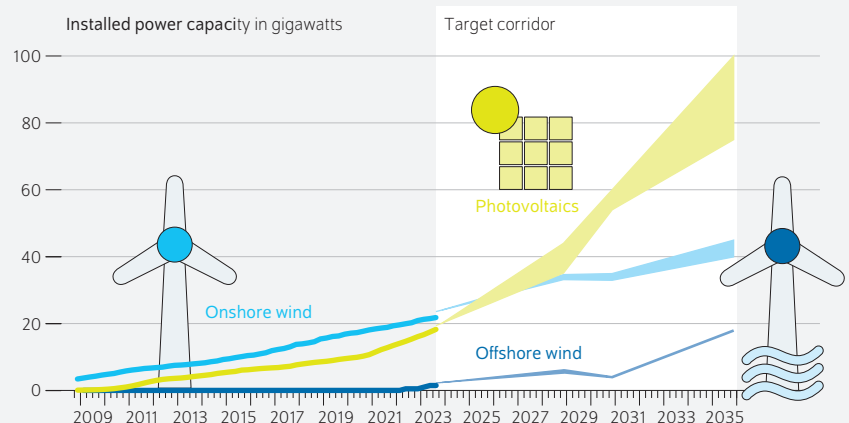 Installed power capacity in gigawatts
Target corridor
100
80
60
40
20
0
Photovoltaics
Onshore wind
Offshore wind
2009 2011 2013 2015 2017 2019 2021 2023 2025 2027 2029 2031 2033 2035